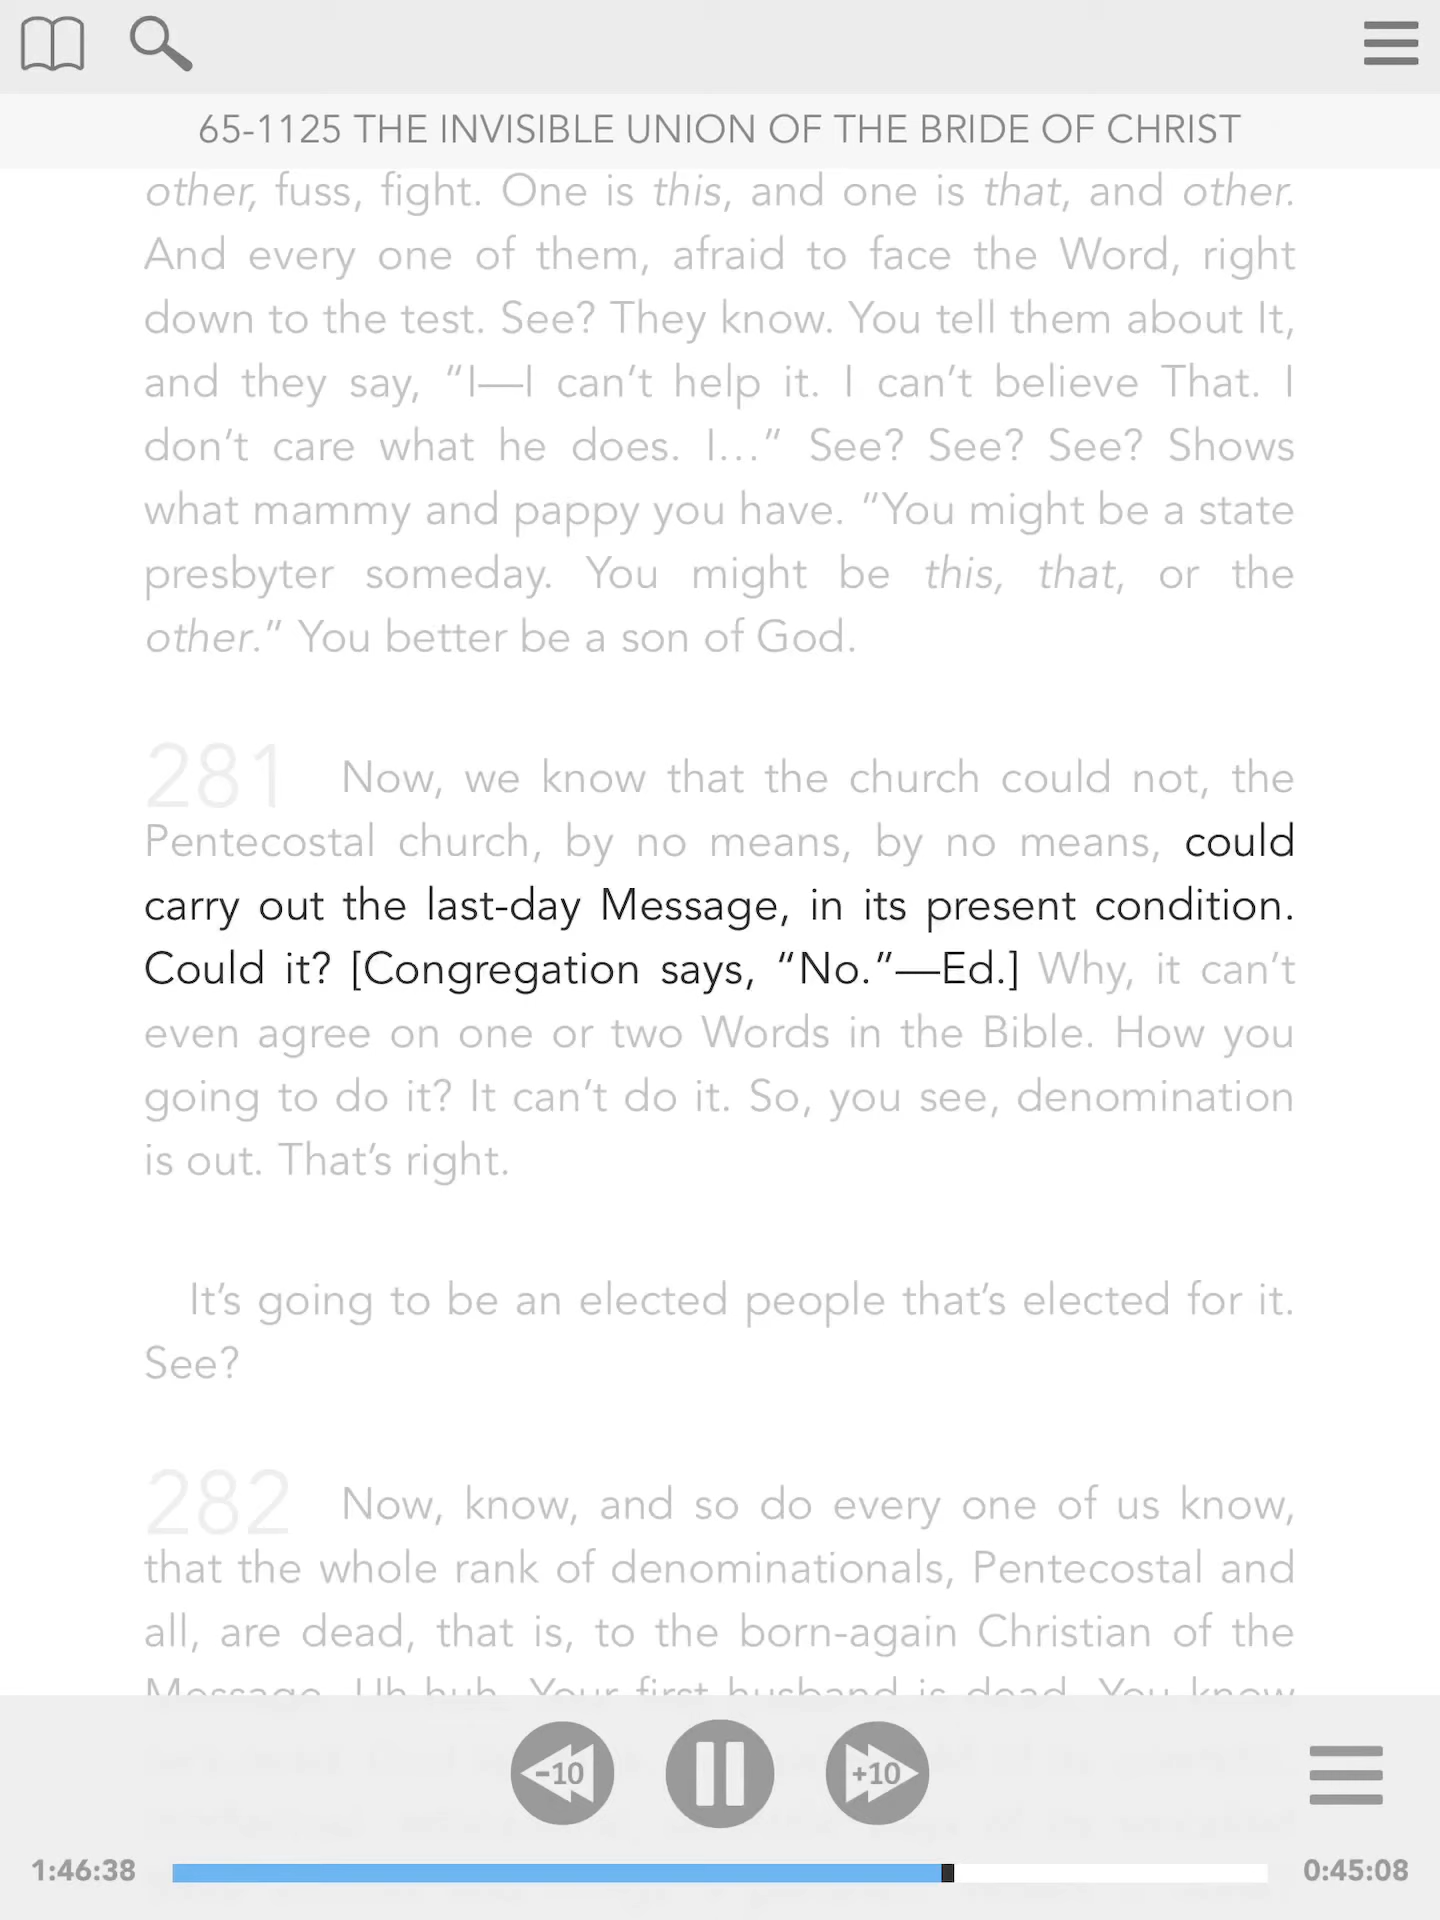 65-1125 THE INVISIBLE UNION OF THE BRIDE OF CHRIST
other, fuss, fight. One is this, and one is that, and other.
And every one of them, afraid to face the Word, right
down to the test. See? They know. You tell them about It,
and they say, “I—I can’t help it. I can’t believe That. I
don’t care what he does. I…” See? See? See? Shows
what mammy and pappy you have. “You might be a state
presbyter someday. You might be this, that, or the
other.” You better be a son of God.
281 Now, we know that the church could not, the
Pentecostal church, by no means, by no means, could
carry out the last-day Message, in its present condition.
Could it? [Congregation says, “No.”—Ed.] Why, it can’t
even agree on one or two Words in the Bible. How you
going to do it? It can’t do it. So, you see, denomination
is out. That’s right.
It’s going to be an elected people that’s elected for it.
See?
282 Now, know, and so do every one of us know,
that the whole rank of denominationals, Pentecostal and
all, are dead, that is, to the born-again Christian of the
Message. Uh-huh. Your first husband is dead. You know
-10 +10
1:46:38 0:45:08